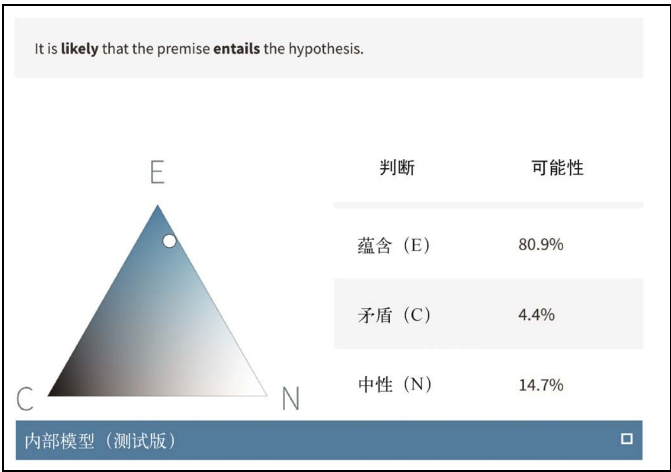 It is likely that the premise entails the hypothesis.
E
C
N
判断 可能性
蕴含（E） 80.9%
矛盾（C） 4.4%
中性（N） 14.7%
内部模型（测试版）